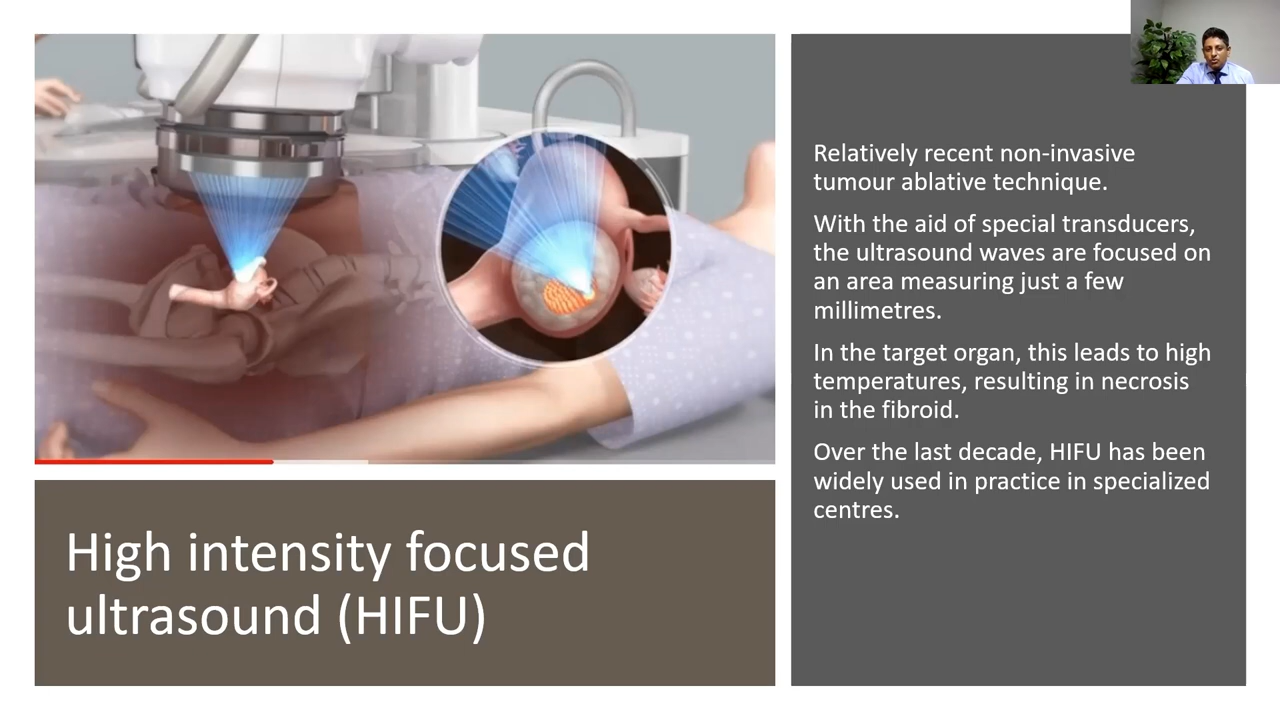 High intensity focused
ultrasound (HIFU)
Relatively recent non-invasive
tumour ablative technique.
With the aid of special transducers,
the ultrasound waves are focused on
an area measuring just a few
millimetres.
In the target organ, this leads to high
temperatures, resulting in necrosis
in the fibroid.
Over the last decade, HIFU has been
widely used in practice in specialized
centres.